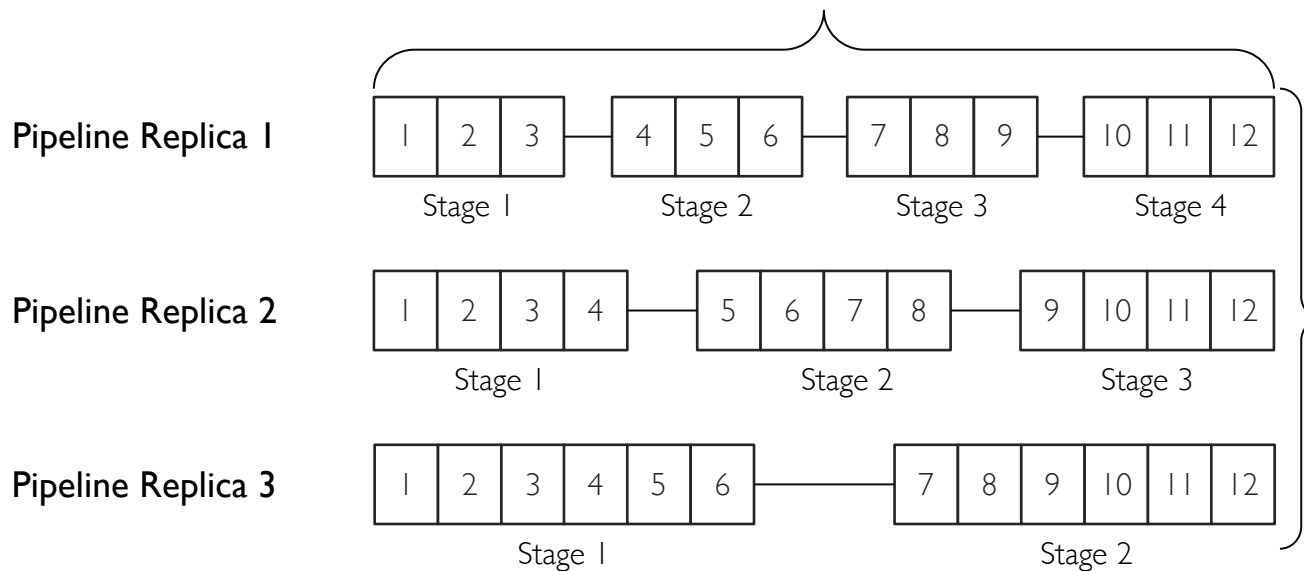 Pipeline Replica 1
1 2 3 4 5 6 7 8 9 10 11 12
Stage 1 Stage 2 Stage 3 Stage 4
Pipeline Replica 2
1 2 3 4 5 6 7 8 9 10 11 12
Stage 1 Stage 2 Stage 3
Pipeline Replica 3
1 2 3 4 5 6 7 8 9 10 11 12
Stage 1 Stage 2